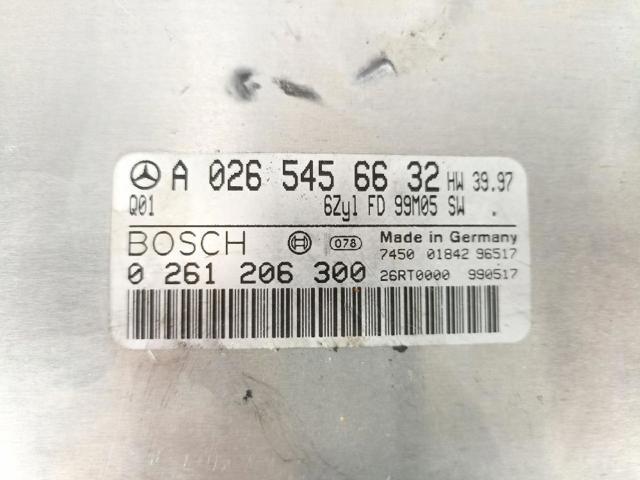 A 026 545 66 32 HW 39.97
Q01 6Zyl FD 99M05 SW .
BOSCH 078 Made in Germany
7450 01842 96517
0 261 206 300 26RT0000 990517